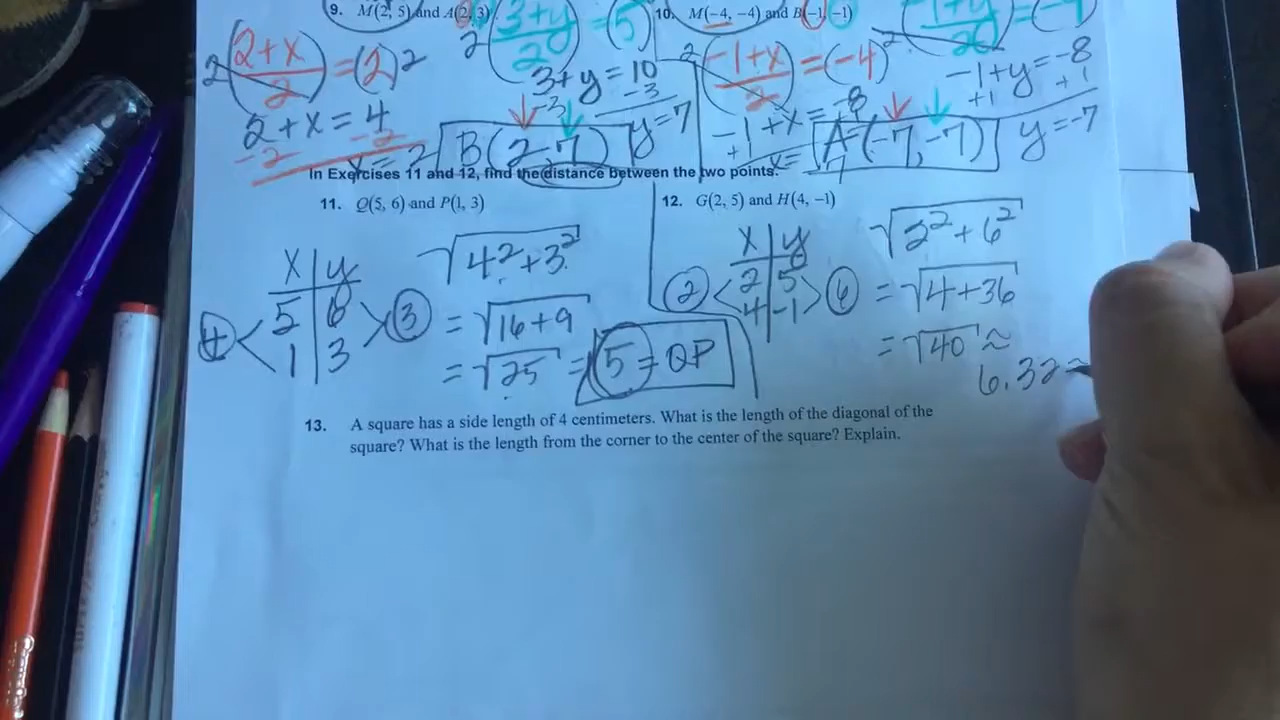 9. M(2, 5) and A(2, 3)
3+y = 5
10. M(−4, −4) and B(−1, −1)
−1+y = (−4)
2 (2+x / 2) = (2)2
2
3+y=10
−3 −3
2 (−1+x / 2) = (−4)2
−1+y=−8
+1 +1
2+x=4
−2 −2
x=2
B(2, 7)
y=7
−1+x=−8
+1
x=−7
A=(−7,−7)
y=−7
In Exercises 11 and 12, find the distance between the two points.
11. Q(5, 6) and P(1, 3)
12. G(2, 5) and H(4, −1)
x | y
5 | 6
1 | 3
4
3
√4²+3²
=√16+9
=√25 = 5=QP
x | y
2 | 5
4 | −1
2
6
√2²+6²
=√4+36
=√40 ≈
6.32
13. A square has a side length of 4 centimeters. What is the length of the diagonal of the
square? What is the length from the corner to the center of the square? Explain.